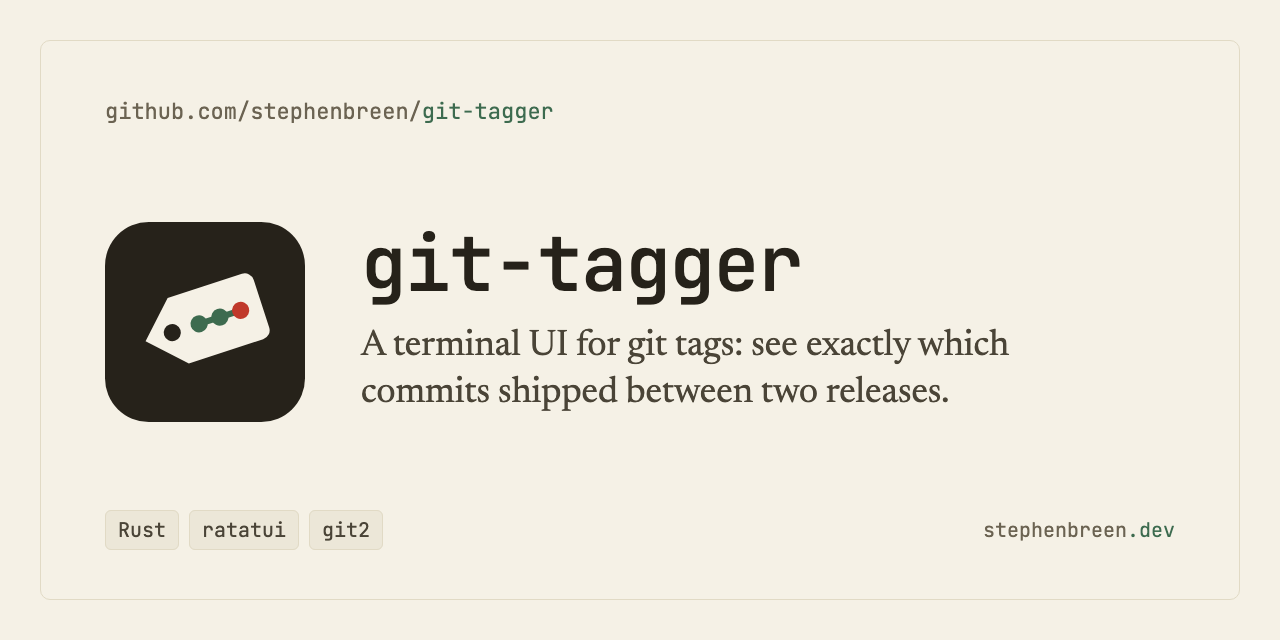 github.com/stephenbreen/git-tagger
git-tagger
A terminal UI for git tags: see exactly which
commits shipped between two releases.
Rust ratatui git2
stephenbreen.dev